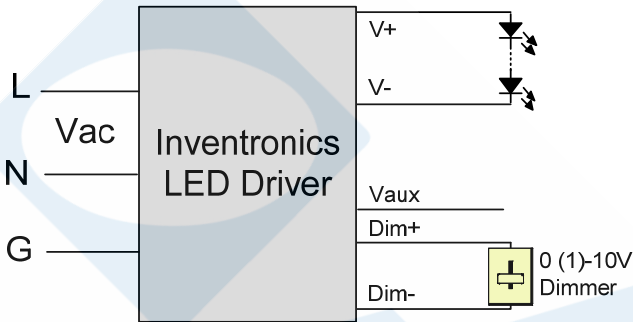 L
Vac
N
G
Inventronics
LED Driver
V+
V-
Vaux
Dim+
Dim-
0 (1)-10V
Dimmer